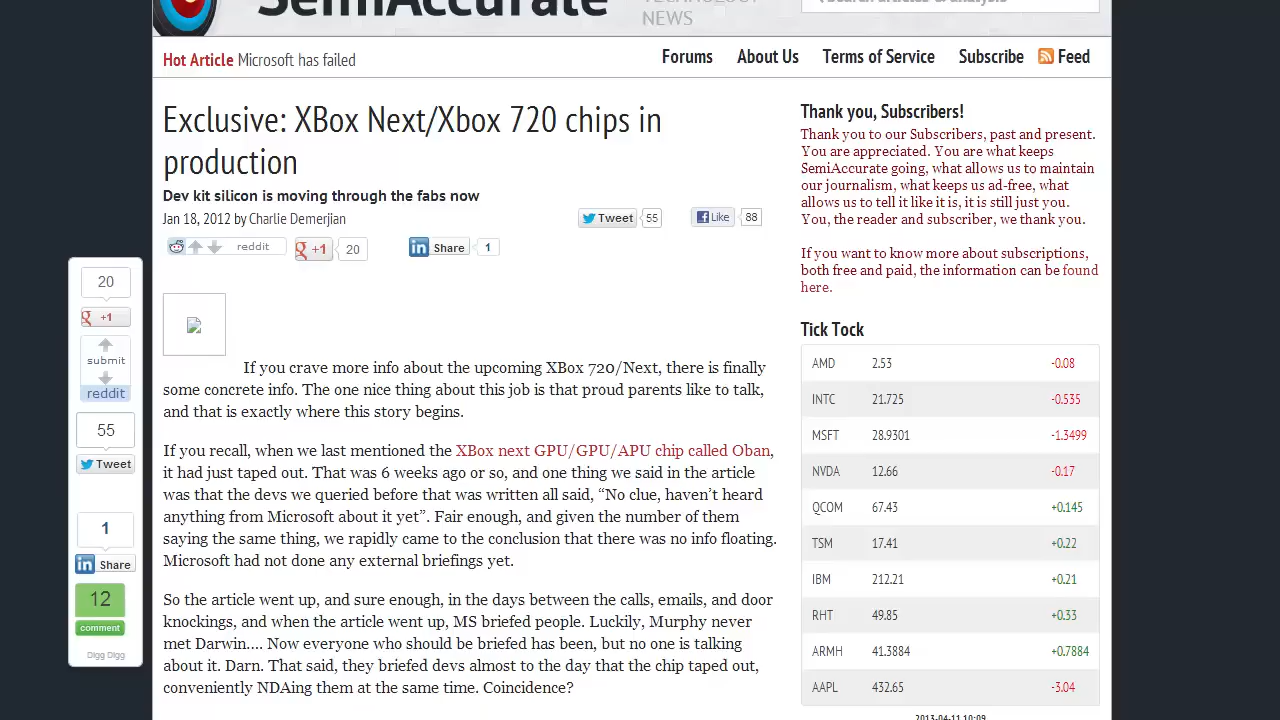 SemiAccurate
TECHNOLOGY
NEWS
Search articles & analysis
Hot Article Microsoft has failed
Forums
About Us
Terms of Service
Subscribe
Feed
Exclusive: XBox Next/Xbox 720 chips in
production
Dev kit silicon is moving through the fabs now
Jan 18, 2012 by Charlie Demerjian
Tweet 55
Like 88
reddit
+1 20
in Share 1
If you crave more info about the upcoming XBox 720/Next, there is finally
some concrete info. The one nice thing about this job is that proud parents like to talk,
and that is exactly where this story begins.
If you recall, when we last mentioned the XBox next GPU/GPU/APU chip called Oban,
it had just taped out. That was 6 weeks ago or so, and one thing we said in the article
was that the devs we queried before that was written all said, “No clue, haven’t heard
anything from Microsoft about it yet”. Fair enough, and given the number of them
saying the same thing, we rapidly came to the conclusion that there was no info floating.
Microsoft had not done any external briefings yet.
So the article went up, and sure enough, in the days between the calls, emails, and door
knockings, and when the article went up, MS briefed people. Luckily, Murphy never
met Darwin…. Now everyone who should be briefed has been, but no one is talking
about it. Darn. That said, they briefed devs almost to the day that the chip taped out,
conveniently NDAing them at the same time. Coincidence?
20
g +1
submit
reddit
55
Tweet
1
in Share
12
comment
Digg Digg
Thank you, Subscribers!
Thank you to our Subscribers, past and present.
You are appreciated. You are what keeps
SemiAccurate going, what allows us to maintain
our journalism, what keeps us ad-free, what
allows us to tell it like it is, it is still just you.
You, the reader and subscriber, we thank you.
If you want to know more about subscriptions,
both free and paid, the information can be found
here.
Tick Tock
AMD 2.53 -0.08
INTC 21.725 -0.535
MSFT 28.9301 -1.3499
NVDA 12.66 -0.17
QCOM 67.43 +0.145
TSM 17.41 +0.22
IBM 212.21 +0.21
RHT 49.85 +0.33
ARMH 41.3884 +0.7884
AAPL 432.65 -3.04
2013-04-11 10:09